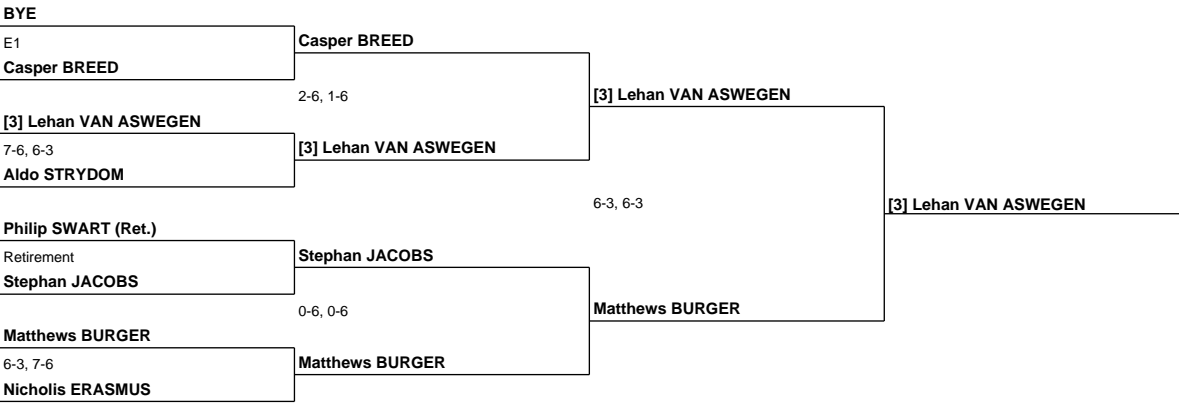 BYE
E1
Casper BREED
Casper BREED
2-6, 1-6
[3] Lehan VAN ASWEGEN
[3] Lehan VAN ASWEGEN
7-6, 6-3
[3] Lehan VAN ASWEGEN
Aldo STRYDOM
6-3, 6-3
[3] Lehan VAN ASWEGEN
Philip SWART (Ret.)
Retirement
Stephan JACOBS
Stephan JACOBS
0-6, 0-6
Matthews BURGER
Matthews BURGER
6-3, 7-6
Matthews BURGER
Nicholis ERASMUS